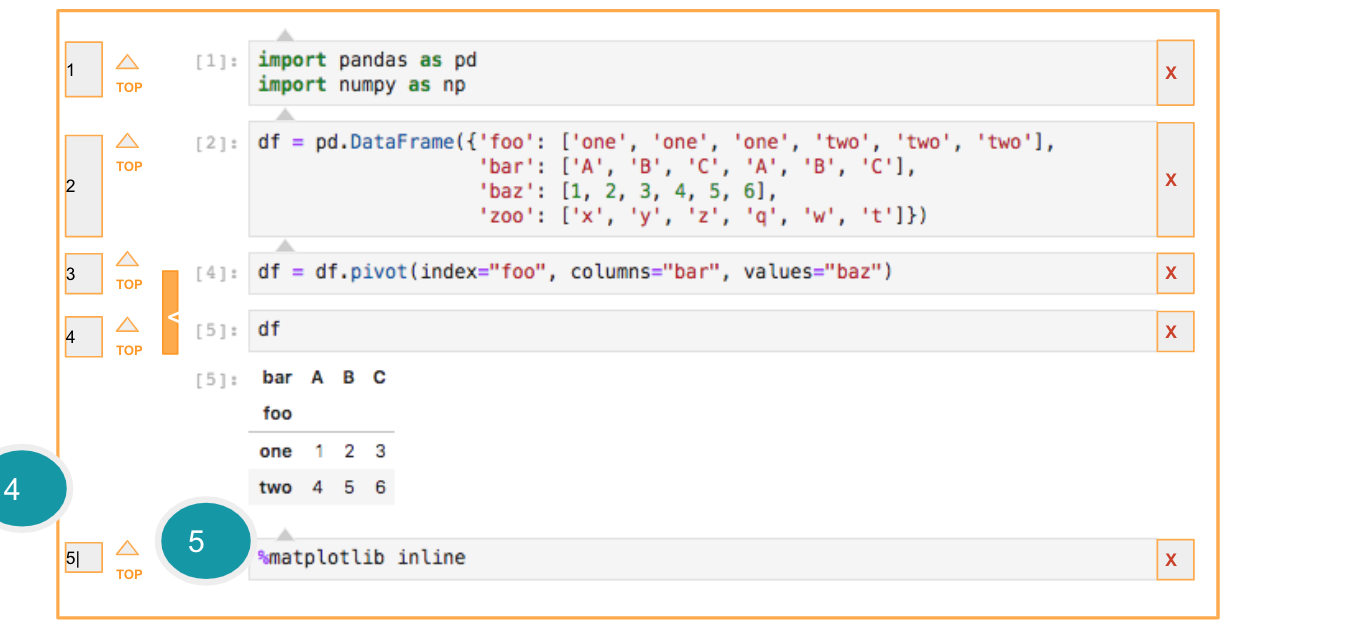 1
TOP
[1]:
import pandas as pd
import numpy as np
X
2
TOP
[2]:
df = pd.DataFrame({'foo': ['one', 'one', 'one', 'two', 'two', 'two'],
'bar': ['A', 'B', 'C', 'A', 'B', 'C'],
'baz': [1, 2, 3, 4, 5, 6],
'zoo': ['x', 'y', 'z', 'q', 'w', 't']})
X
3
TOP
[4]:
df = df.pivot(index="foo", columns="bar", values="baz")
X
<
4
TOP
[5]:
df
X
[5]:
bar A B C
foo
one 1 2 3
two 4 5 6
4
5
5|
TOP
%matplotlib inline
X